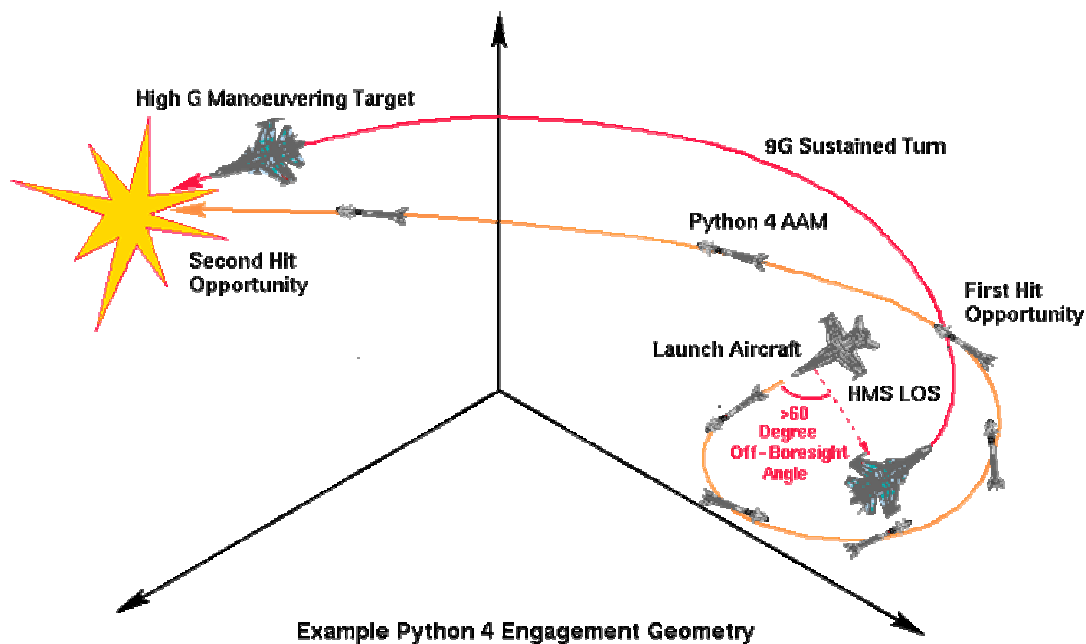 High G Manoeuvering Target
9G Sustained Turn
Python 4 AAM
Second Hit
Opportunity
First Hit
Opportunity
Launch Aircraft
HMS LOS
>60
Degree
Off-Boresight
Angle
Example Python 4 Engagement Geometry